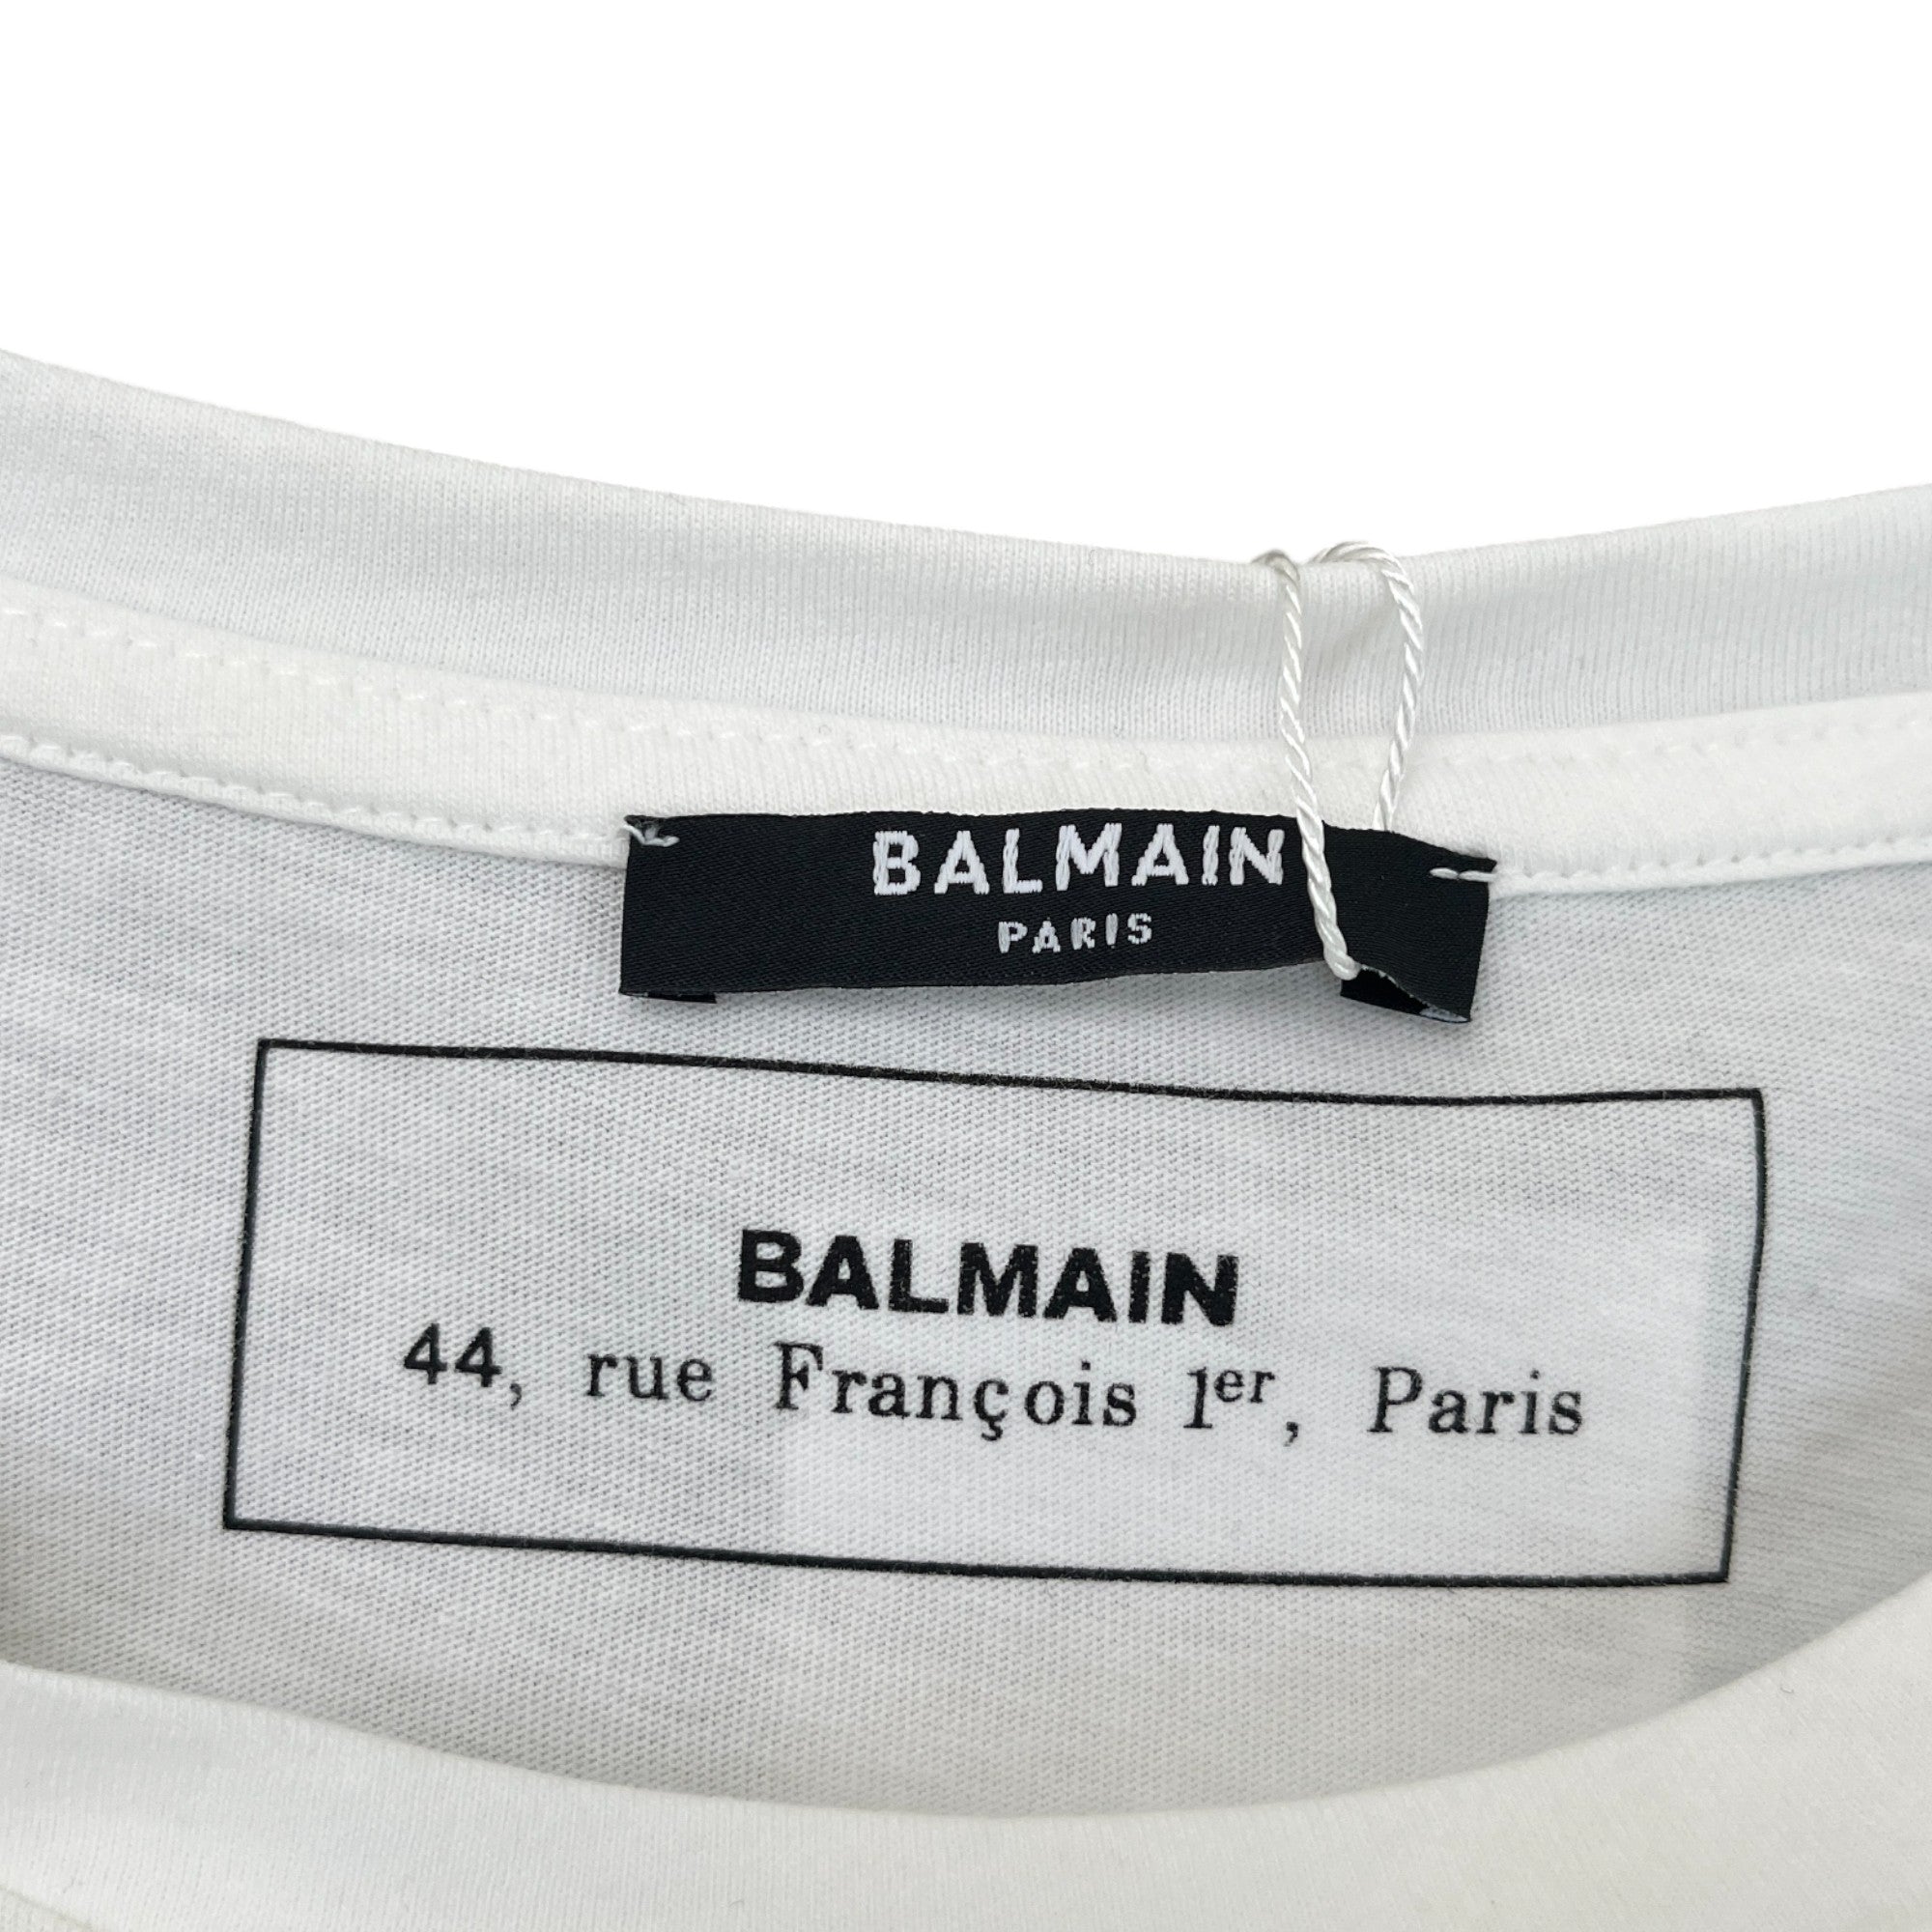 BALMAIN
PARIS
BALMAIN
44, rue François 1er, Paris